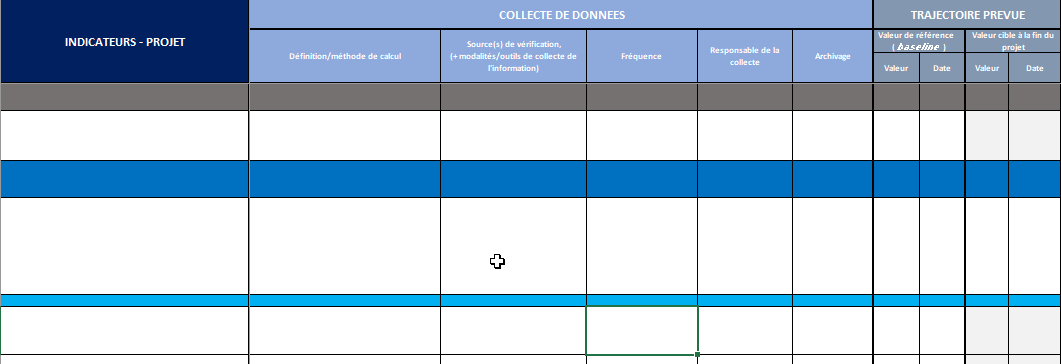 INDICATEURS - PROJET
COLLECTE DE DONNEES
TRAJECTOIRE PREVUE
Définition/méthode de calcul
Source(s) de vérification,
(+modalités/outils de collecte de
l'information)
Fréquence
Responsable de la
collecte
Archivage
Valeur de référence
( baseline )
Valeur cible à la fin du
projet
Valeur
Date
Valeur
Date